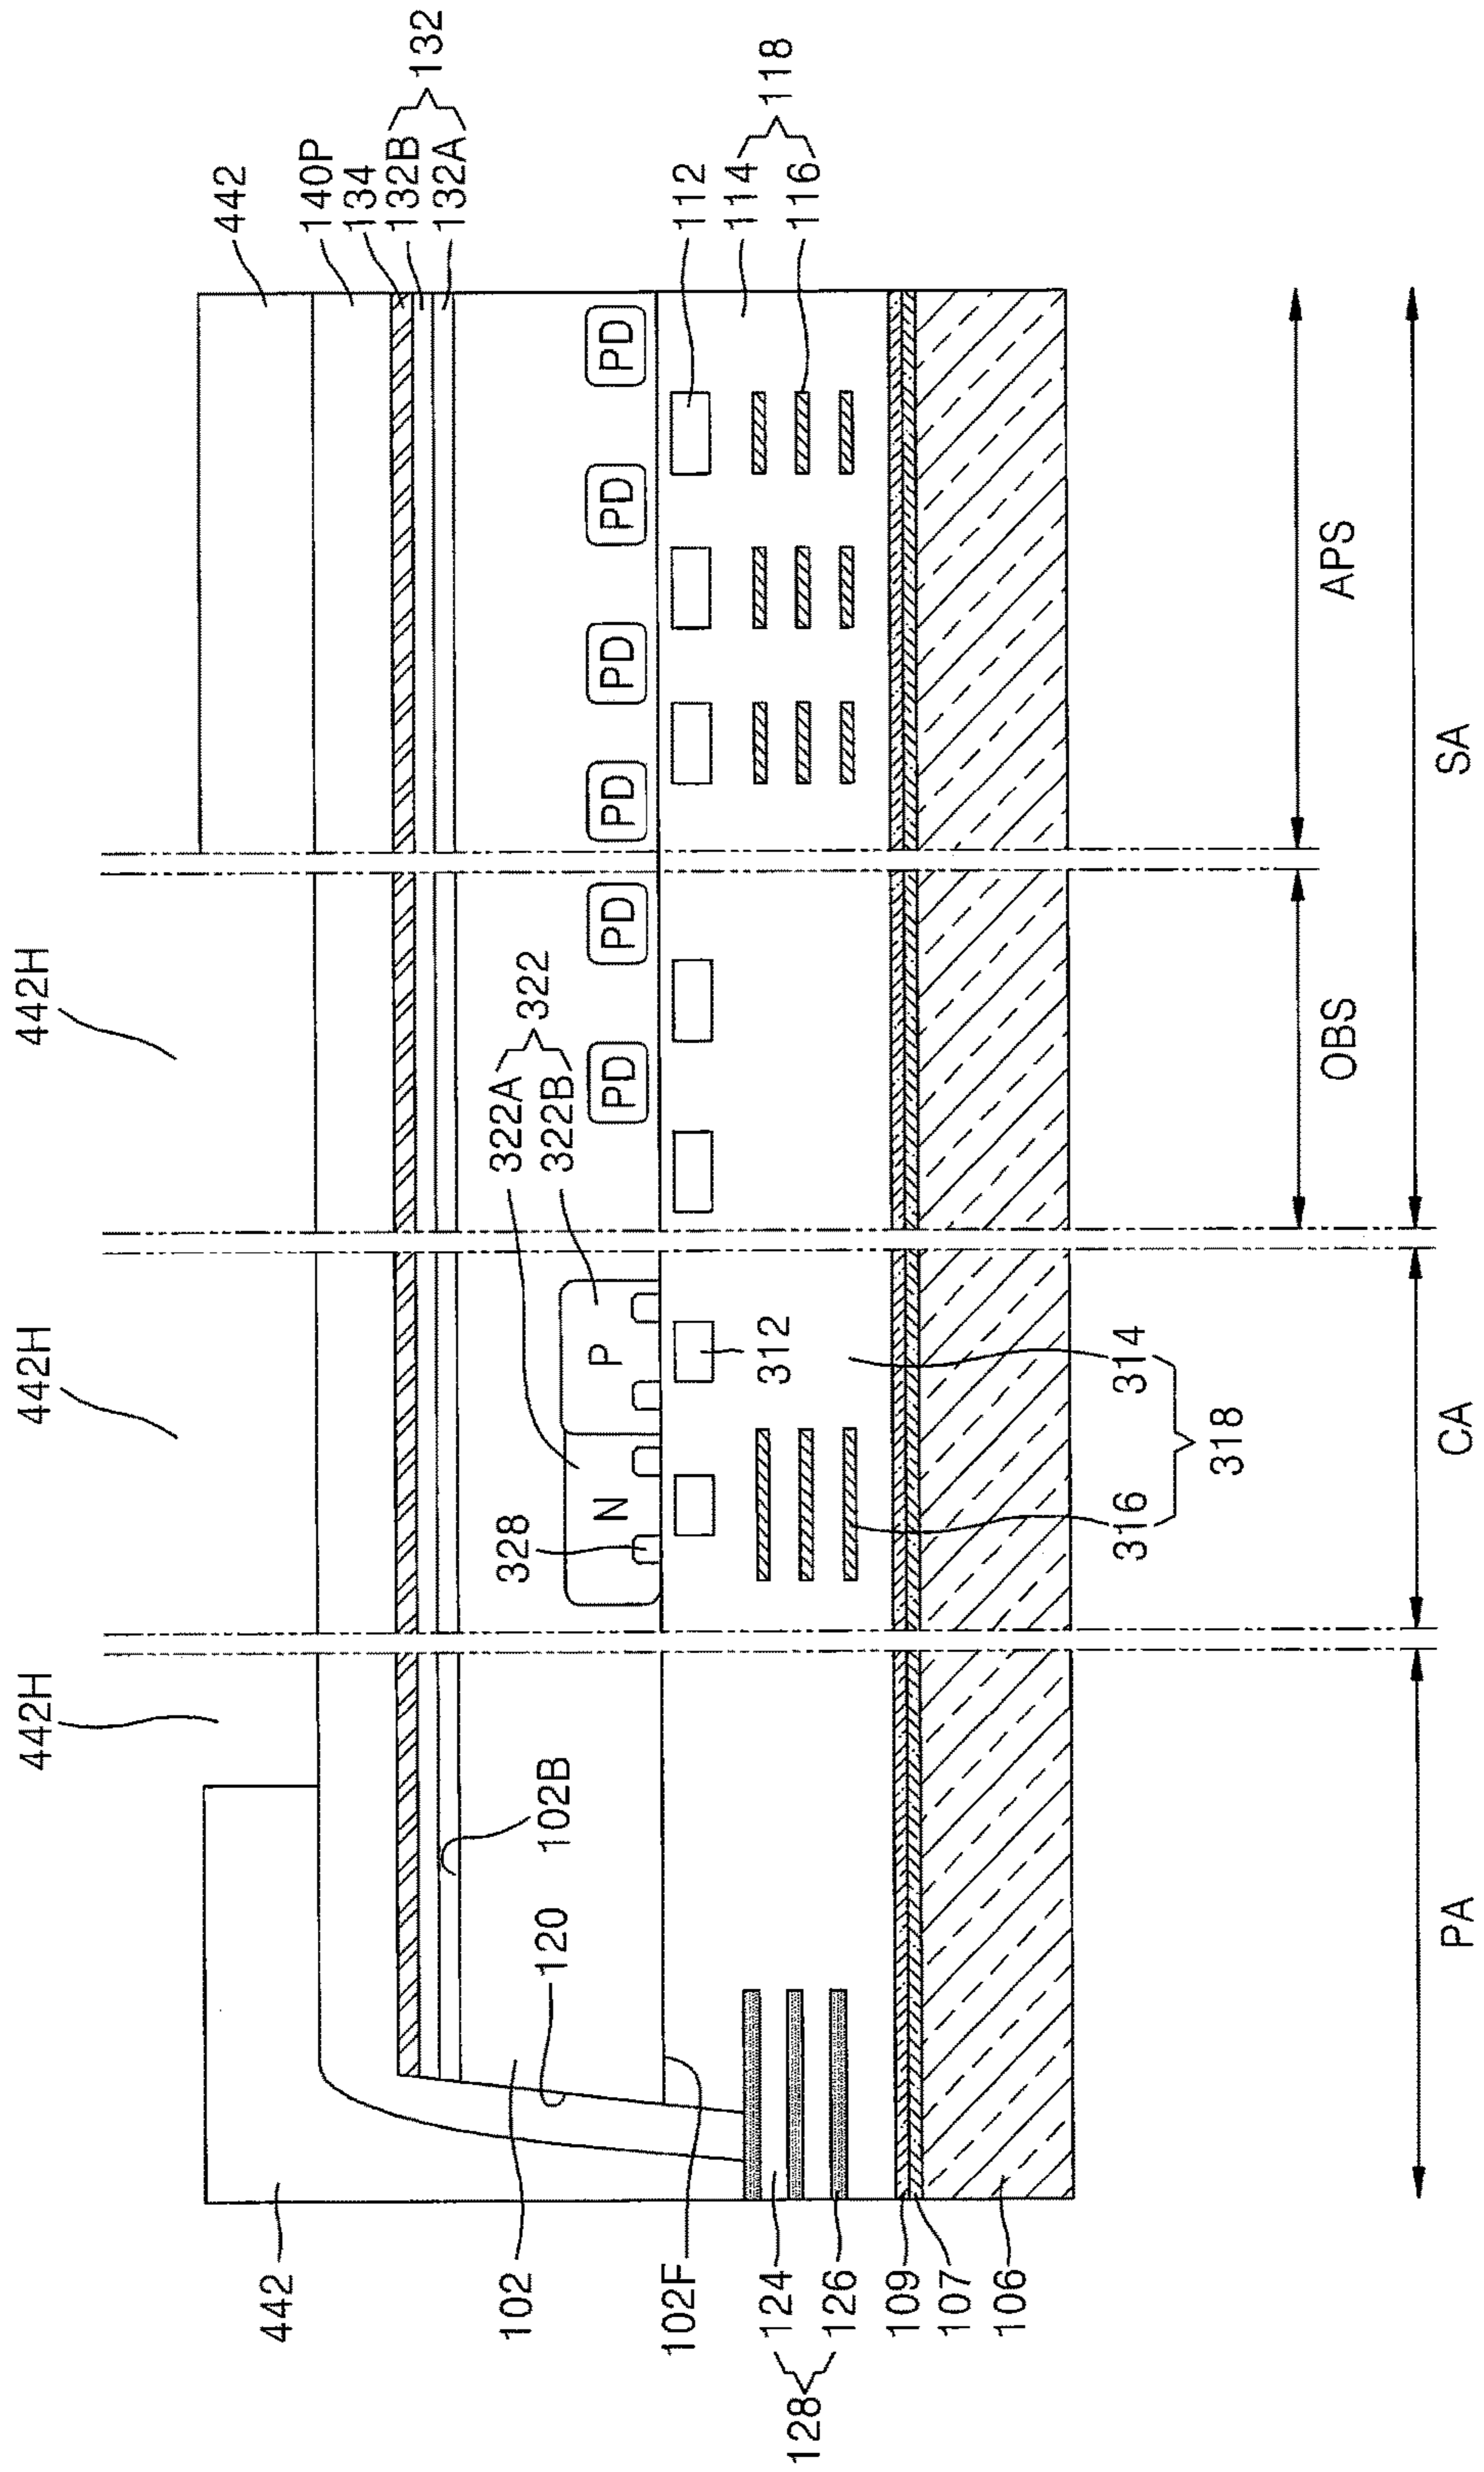 442H
442H
442H
442
140P
134
132B
132A
132
442
102
120
102B
328
322A
322B
322
N
P
PD
PD
PD
PD
PD
PD
102F
112
114
116
118
312
314
316
318
124
126
128
109
107
106
PA
CA
OBS
APS
SA